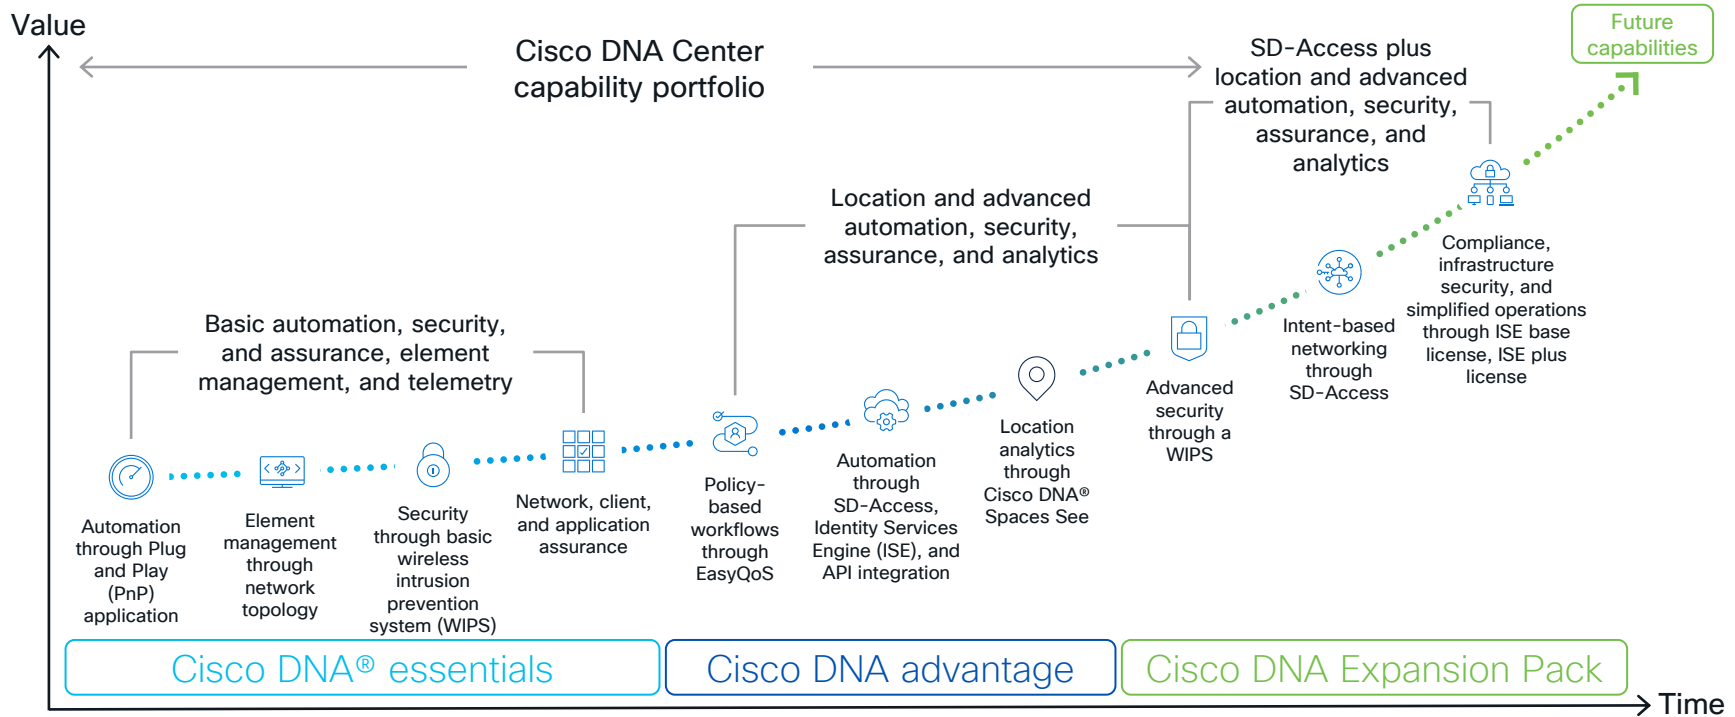 Value
Cisco DNA Center
capability portfolio
SD-Access plus
location and advanced
automation, security,
assurance, and
analytics
Future
capabilities
Location and advanced
automation, security,
assurance, and analytics
Basic automation, security,
and assurance, element
management, and telemetry
Automation
through Plug
and Play
(PnP)
application
Element
management
through
network
topology
Security
through basic
wireless
intrusion
prevention
system (WIPS)
Network, client,
and application
assurance
Policy-
based
workflows
through
EasyQoS
Automation
through
SD-Access,
Identity Services
Engine (ISE), and
API integration
Location
analytics
through
Cisco DNA®
Spaces See
Advanced
security
through a
WIPS
Intent-based
networking
through
SD-Access
Compliance,
infrastructure
security, and
simplified operations
through ISE base
license, ISE plus
license
Cisco DNA® essentials
Cisco DNA advantage
Cisco DNA Expansion Pack
Time